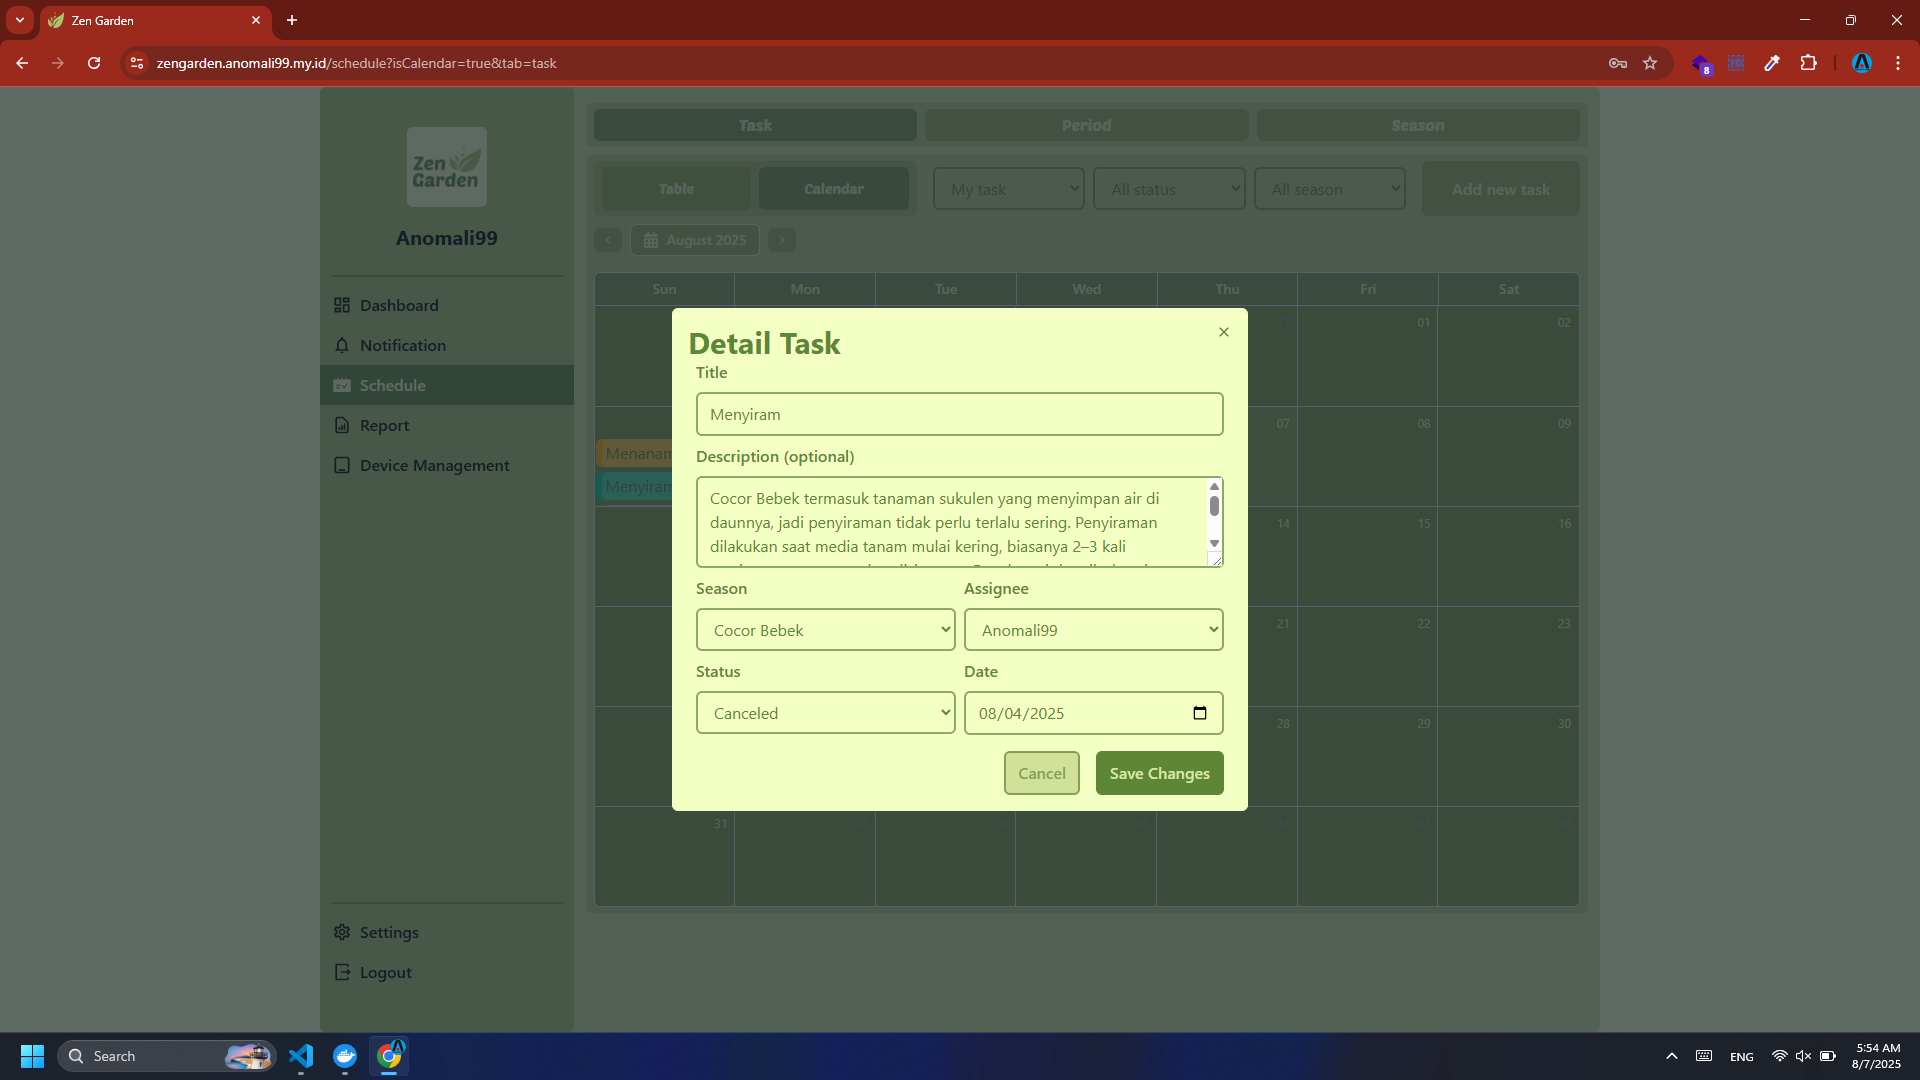 Zen Garden
zengarden.anomali99.my.id/schedule?isCalendar=true&tab=task
8
Zen
Garden
Anomali99
Dashboard
Notification
Schedule
Report
Device Management
Settings
Logout
Task
Period
Season
Table
Calendar
My task
All status
All season
Add new task
August 2025
Sun
Mon
Tue
Wed
Thu
Fri
Sat
01
02
07
08
09
Menanam
Menyiram
14
15
16
21
22
23
28
29
30
31
Detail Task
Title
Menyiram
Description (optional)
Cocor Bebek termasuk tanaman sukulen yang menyimpan air di
daunnya, jadi penyiraman tidak perlu terlalu sering. Penyiraman
dilakukan saat media tanam mulai kering, biasanya 2–3 kali
Season
Assignee
Cocor Bebek
Anomali99
Status
Date
Canceled
08/04/2025
Cancel
Save Changes
Search
ENG
5:54 AM
8/7/2025